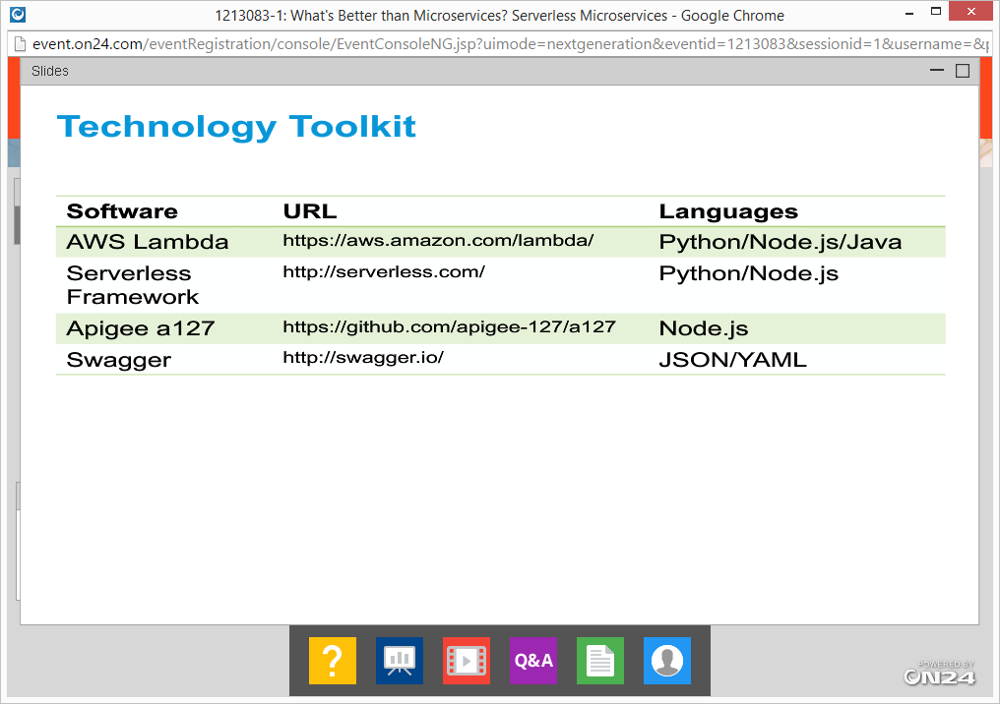 1213083-1: What's Better than Microservices? Serverless Microservices - Google Chrome
event.on24.com/eventRegistration/console/EventConsoleNG.jsp?uimode=nextgeneration&eventid=1213083&sessionid=1&username=&p
Slides
Technology Toolkit
Software URL Languages
AWS Lambda https://aws.amazon.com/lambda/ Python/Node.js/Java
Serverless Framework http://serverless.com/ Python/Node.js
Apigee a127 https://github.com/apigee-127/a127 Node.js
Swagger http://swagger.io/ JSON/YAML
? Q&A
POWERED BY
ON24